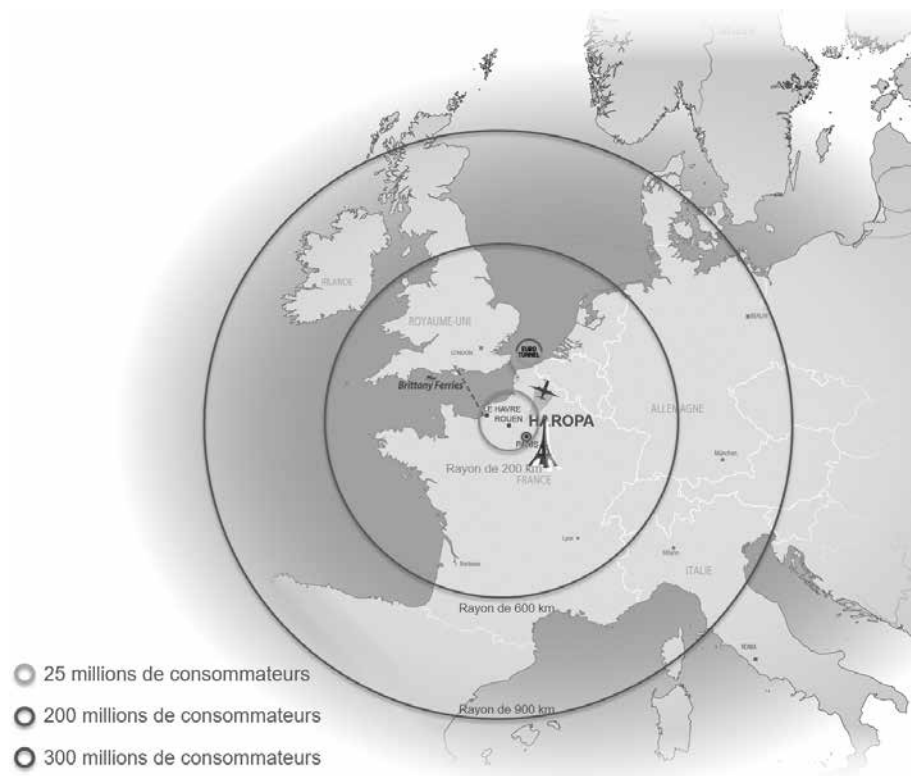 IRLANDE
ROYAUME-UNI
LONDON
EURO
TUNNEL
BERLIN
Brittany Ferries
LE HAVRE
ROUEN
HAROPA
PARIS
ALLEMAGNE
München
Rayon de 200 km
FRANCE
Lyon
Milano
Bordeaux
ITALIE
Rayon de 600 km
ROMA
25 millions de consommateurs
Rayon de 900 km
200 millions de consommateurs
300 millions de consommateurs